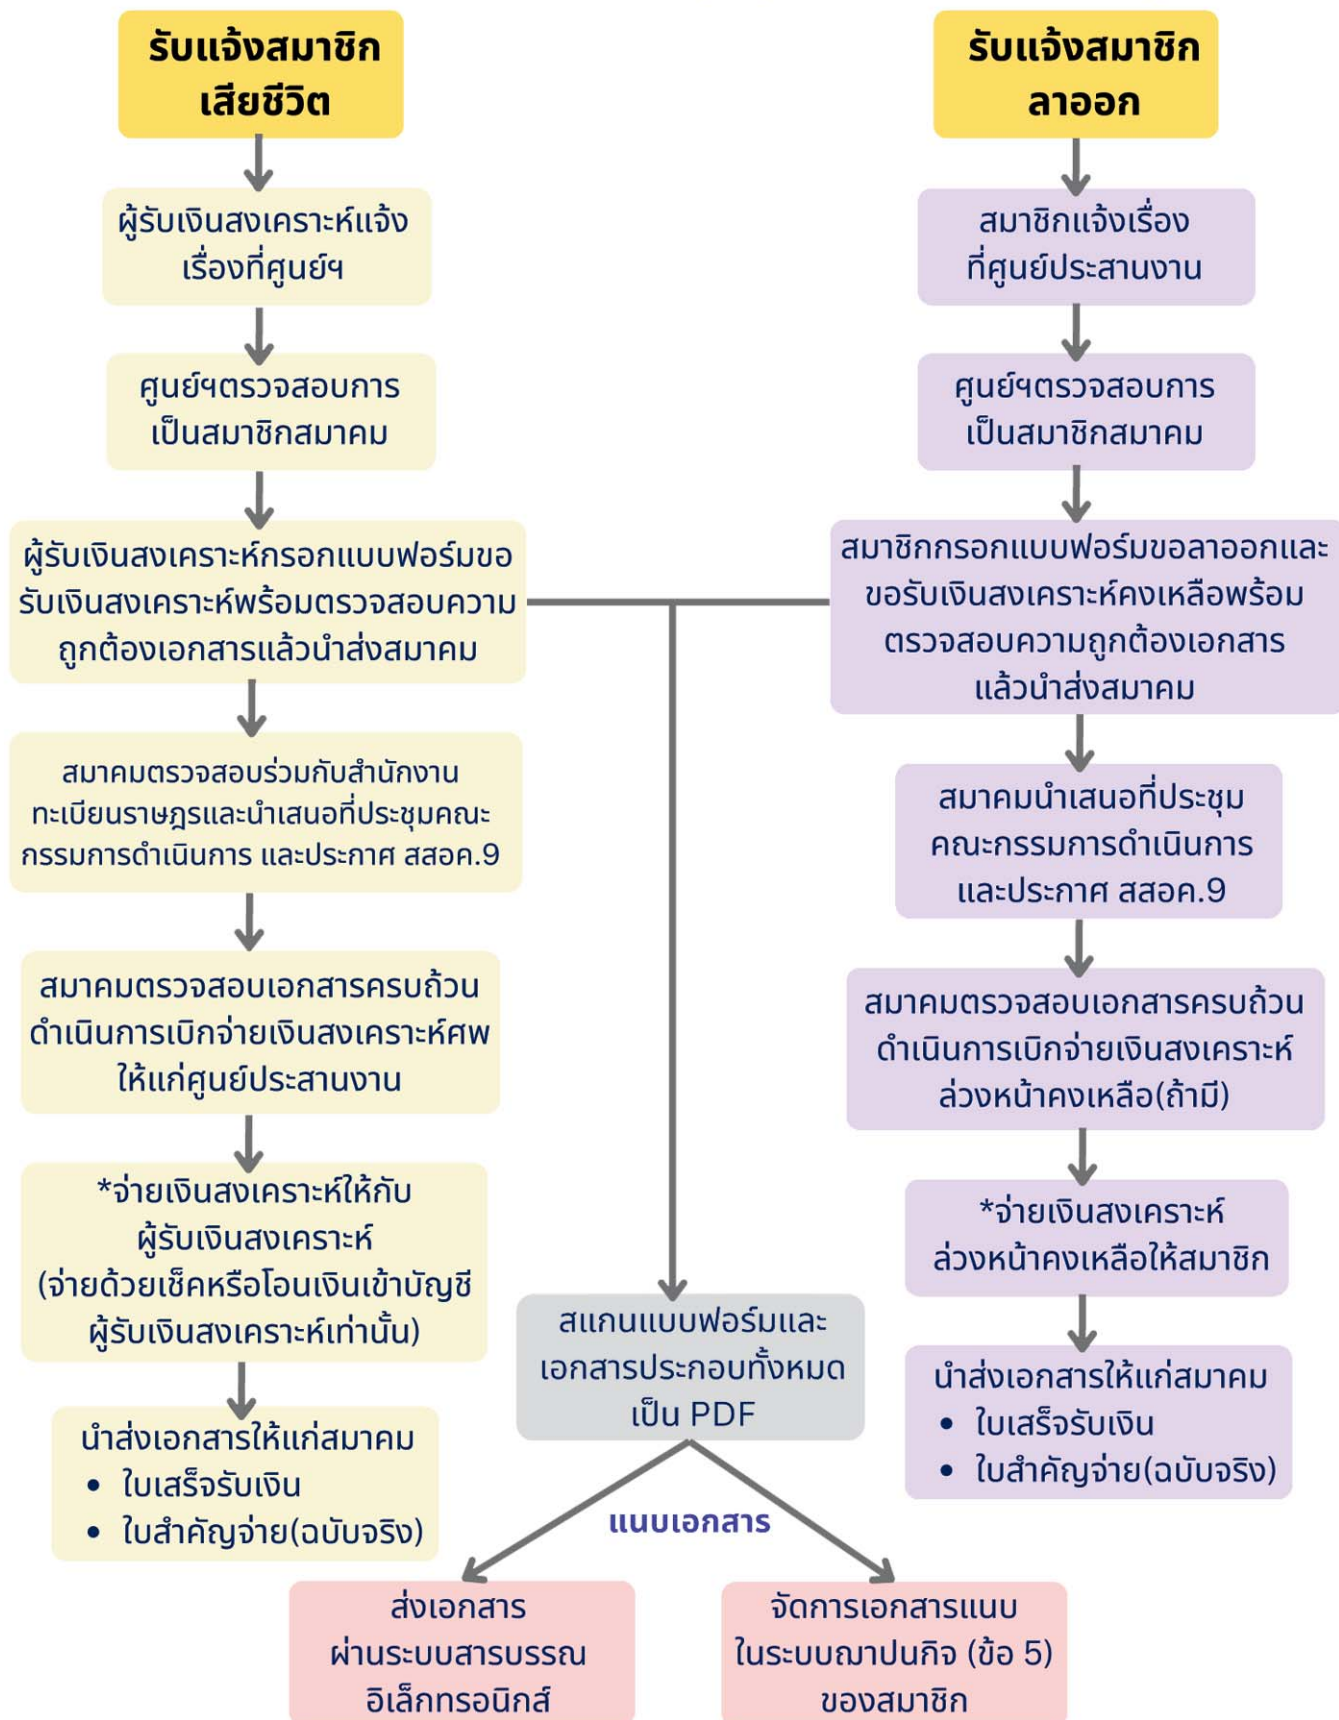 รับแจ้งสมาชิก
เสียชีวิต
ผู้รับเงินสงเคราะห์แจ้ง
เรื่องที่ศูนย์ฯ
ศูนย์ฯตรวจสอบการ
เป็นสมาชิกสมาคม
ผู้รับเงินสงเคราะห์กรอกแบบฟอร์มขอ
รับเงินสงเคราะห์พร้อมตรวจสอบความ
ถูกต้องเอกสารแล้วนำส่งสมาคม
สมาคมตรวจสอบร่วมกับสำนักงาน
ทะเบียนราษฎรและนำเสนอที่ประชุมคณะ
กรรมการดำเนินการ และประกาศ สสอค.9
สมาคมตรวจสอบเอกสารครบถ้วน
ดำเนินการเบิกจ่ายเงินสงเคราะห์ศพ
ให้แก่ศูนย์ประสานงาน
*จ่ายเงินสงเคราะห์ให้กับ
ผู้รับเงินสงเคราะห์
(จ่ายด้วยเช็คหรือโอนเงินเข้าบัญชี
ผู้รับเงินสงเคราะห์เท่านั้น)
นำส่งเอกสารให้แก่สมาคม
• ใบเสร็จรับเงิน
• ใบสำคัญจ่าย(ฉบับจริง)
รับแจ้งสมาชิก
ลาออก
สมาชิกแจ้งเรื่อง
ที่ศูนย์ประสานงาน
ศูนย์ฯตรวจสอบการ
เป็นสมาชิกสมาคม
สมาชิกกรอกแบบฟอร์มขอลาออกและ
ขอรับเงินสงเคราะห์คงเหลือพร้อม
ตรวจสอบความถูกต้องเอกสาร
แล้วนำส่งสมาคม
สมาคมนำเสนอที่ประชุม
คณะกรรมการดำเนินการ
และประกาศ สสอค.9
สมาคมตรวจสอบเอกสารครบถ้วน
ดำเนินการเบิกจ่ายเงินสงเคราะห์
ล่วงหน้าคงเหลือ(ถ้ามี)
*จ่ายเงินสงเคราะห์
ล่วงหน้าคงเหลือให้สมาชิก
นำส่งเอกสารให้แก่สมาคม
• ใบเสร็จรับเงิน
• ใบสำคัญจ่าย(ฉบับจริง)
สแกนแบบฟอร์มและ
เอกสารประกอบทั้งหมด
เป็น PDF
แนบเอกสาร
ส่งเอกสาร
ผ่านระบบสารบรรณ
อิเล็กทรอนิกส์
จัดการเอกสารแนบ
ในระบบฌาปนกิจ (ข้อ 5)
ของสมาชิก